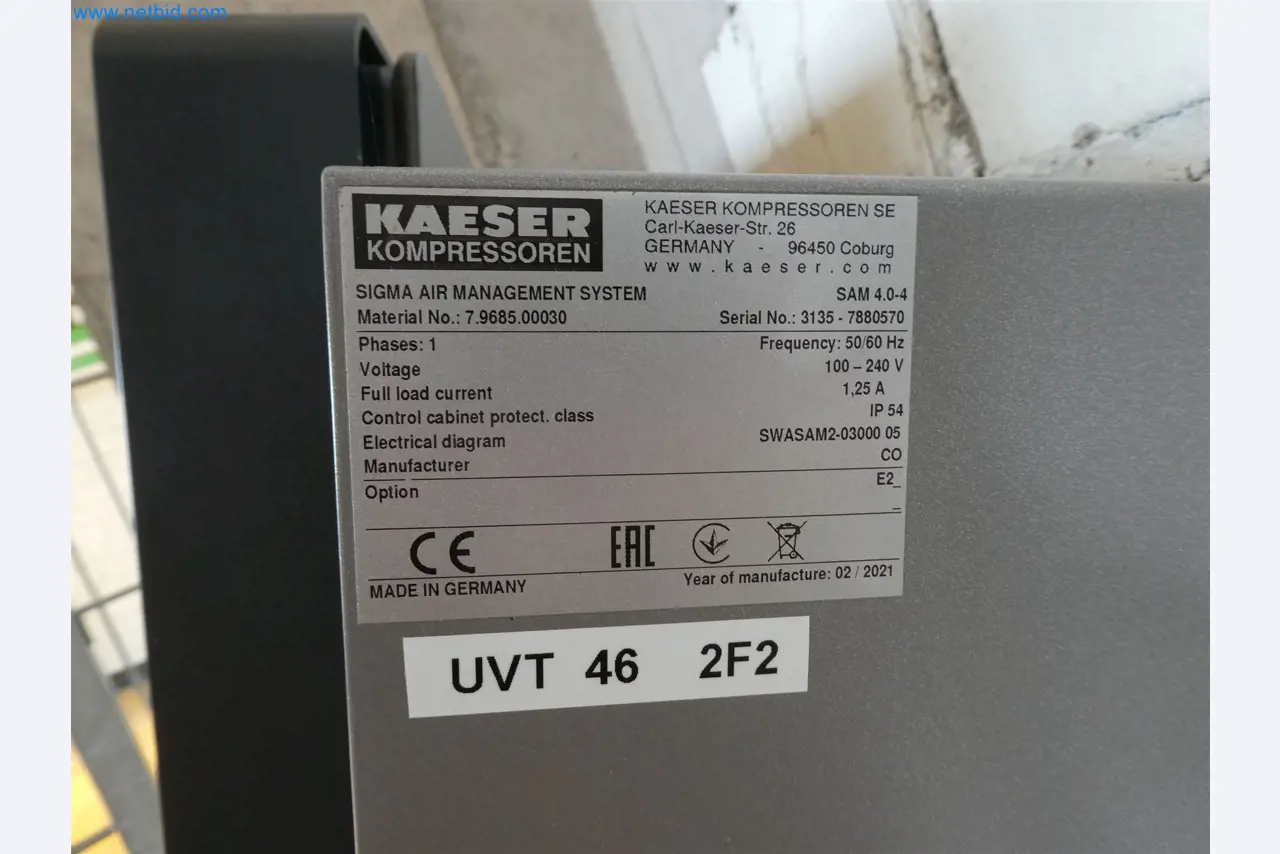 www.netbid.com
KAESER
KOMPRESSOREN
KAESER KOMPRESSOREN SE
Carl-Kaeser-Str. 26
GERMANY - 96450 Coburg
www.kaeser.com
SIGMA AIR MANAGEMENT SYSTEM SAM 4.0-4
Material No.: 7.9685.00030 Serial No.: 3135 - 7880570
Phases: 1 Frequency: 50/60 Hz
Voltage 100 – 240 V
Full load current 1,25 A
Control cabinet protect. class IP 54
Electrical diagram SWASAM2-03000 05
Manufacturer CO
Option E2_
_
CE EAC
MADE IN GERMANY Year of manufacture: 02 / 2021
UVT 46 2F2